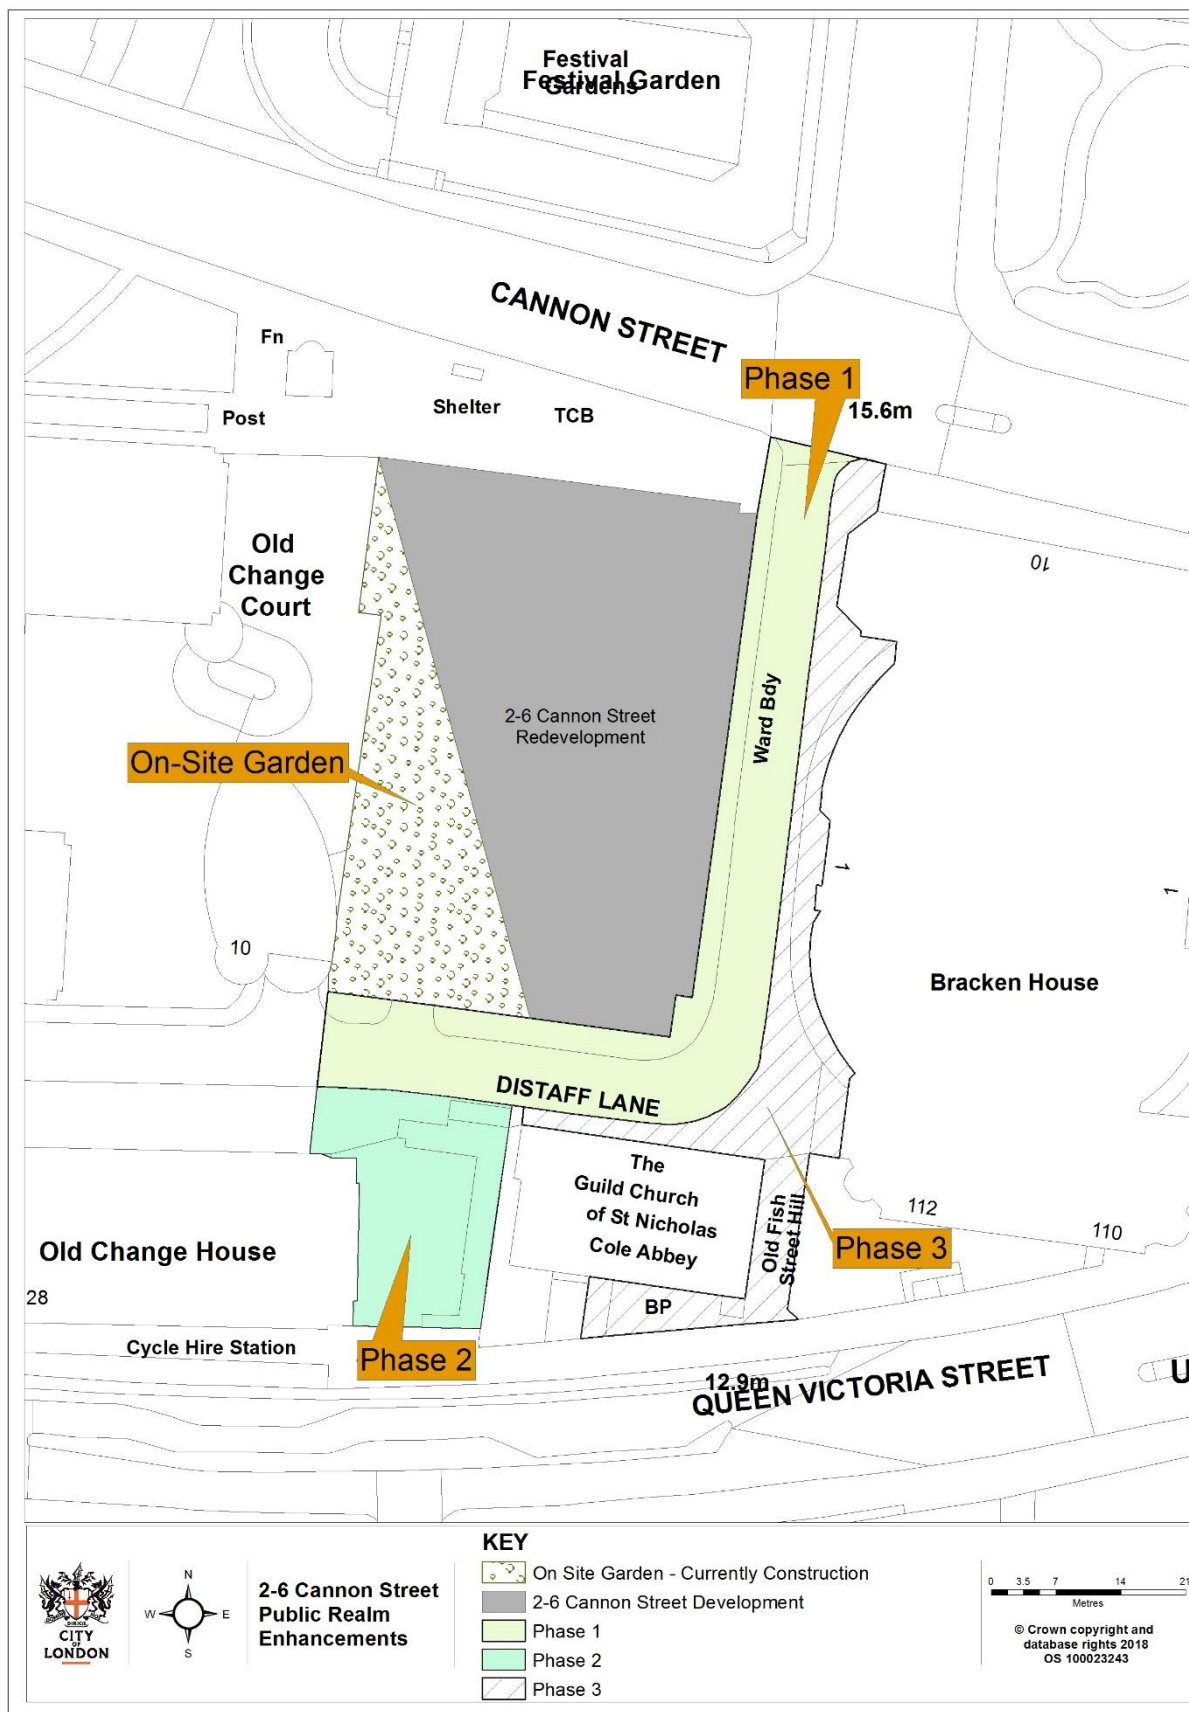 Festival
Gardens
Festival Garden
CANNON STREET
Phase 1
15.6m
Fn
Shelter
TCB
Post
10
Old
Change
Court
Ward Bdy
2-6 Cannon Street
Redevelopment
On-Site Garden
1
1
10
Bracken House
DISTAFF LANE
The
Guild Church
of St Nicholas
Cole Abbey
Old Fish
Street Hill
112
110
Phase 3
Old Change House
28
BP
Cycle Hire Station
Phase 2
12.9m
QUEEN VICTORIA STREET
U
KEY
On Site Garden - Currently Construction
2-6 Cannon Street Development
Phase 1
Phase 2
Phase 3
DOMINE DIRIGE NOS
CITY
OF
LONDON
N
W
E
S
2-6 Cannon Street
Public Realm
Enhancements
0 3.5 7 14 21
Metres
© Crown copyright and
database rights 2018
OS 100023243